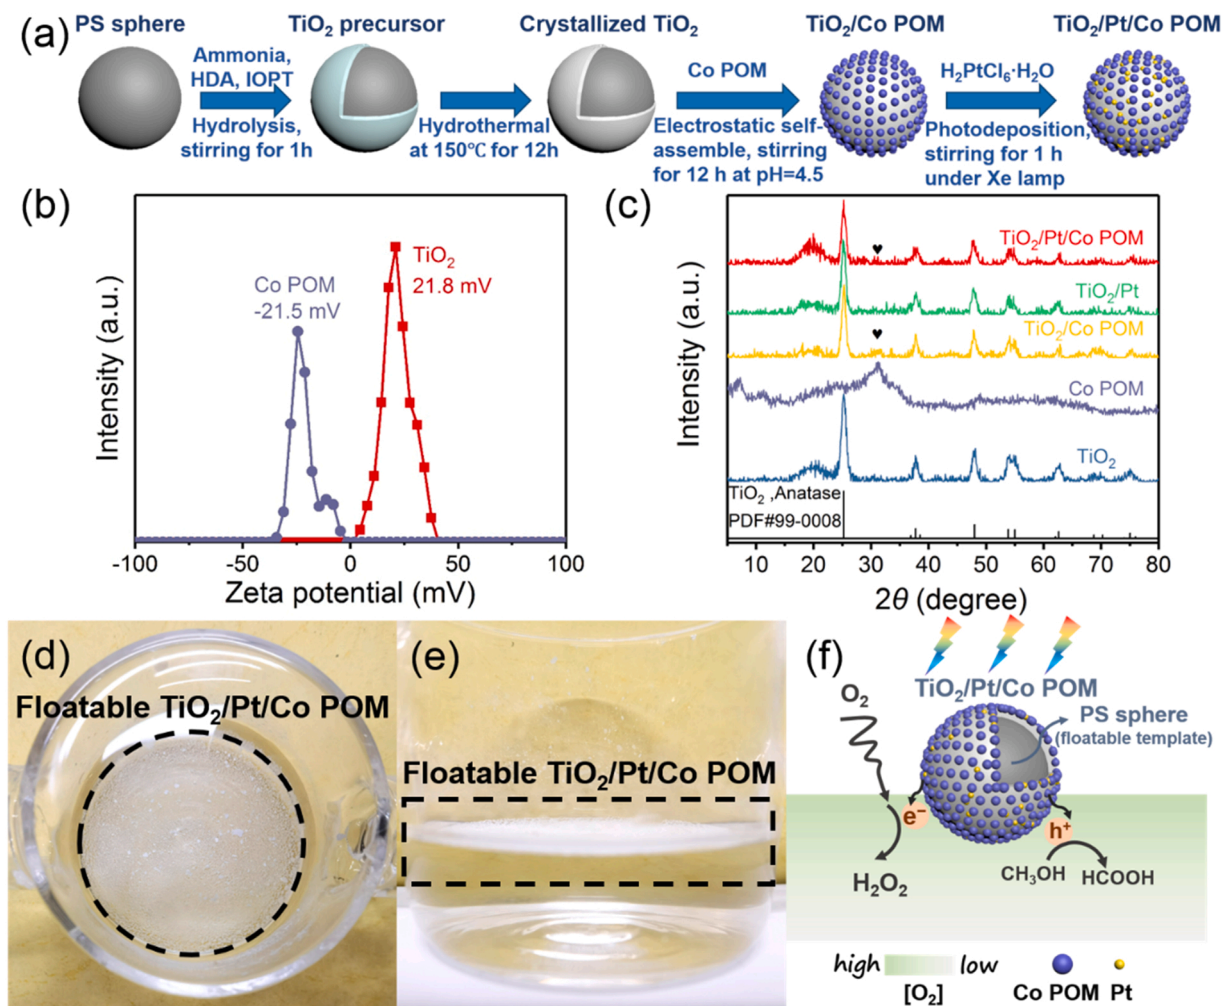 (a)
PS sphere
TiO₂ precursor
Crystallized TiO₂
TiO₂/Co POM
TiO₂/Pt/Co POM
Ammonia,
HDA, IOPT
Hydrolysis,
stirring for 1h
Hydrothermal
at 150℃ for 12h
Co POM
Electrostatic self-
assemble, stirring
for 12 h at pH=4.5
H₂PtCl₆·H₂O
Photodeposition,
stirring for 1 h
under Xe lamp
(b)
Intensity (a.u.)
Co POM
-21.5 mV
TiO₂
21.8 mV
-100 -50 0 50 100
Zeta potential (mV)
(c)
Intensity (a.u.)
TiO₂/Pt/Co POM
TiO₂/Pt
TiO₂/Co POM
Co POM
TiO₂
TiO₂ ,Anatase
PDF#99-0008
10 20 30 40 50 60 70 80
2θ (degree)
(d)
Floatable TiO₂/Pt/Co POM
(e)
Floatable TiO₂/Pt/Co POM
(f)
O₂
TiO₂/Pt/Co POM
PS sphere
(floatable template)
e⁻
h⁺
H₂O₂
CH₃OH
HCOOH
high low
[O₂]
Co POM Pt